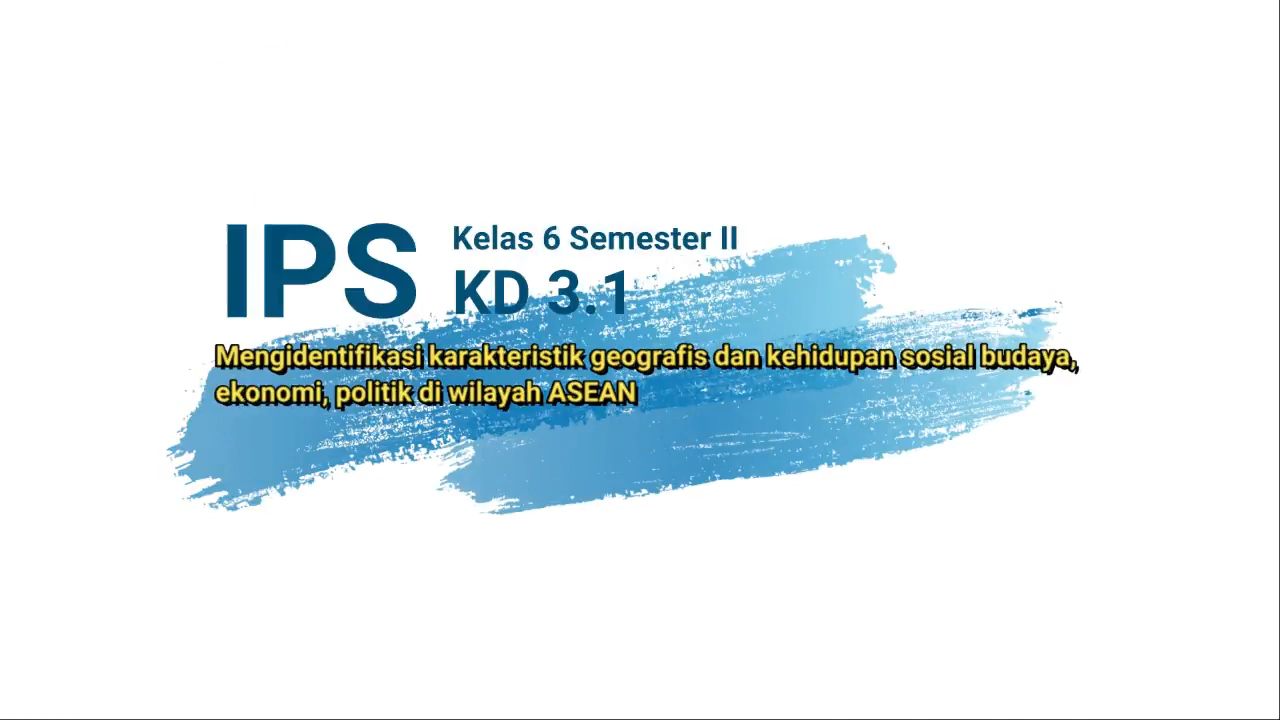 IPS
Kelas 6 Semester II
KD 3.1
Mengidentifikasi karakteristik geografis dan kehidupan sosial budaya,
ekonomi, politik di wilayah ASEAN